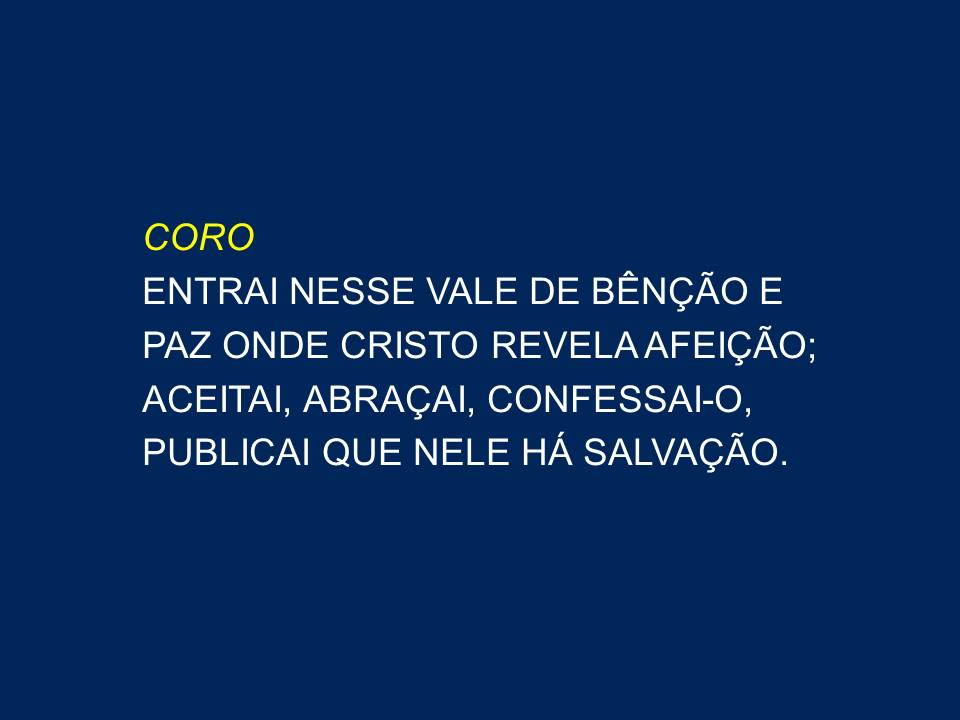 CORO
ENTRAI NESSE VALE DE BÊNÇÃO E
PAZ ONDE CRISTO REVELA AFEIÇÃO;
ACEITAI, ABRAÇAI, CONFESSAI-O,
PUBLICAI QUE NELE HÁ SALVAÇÃO.